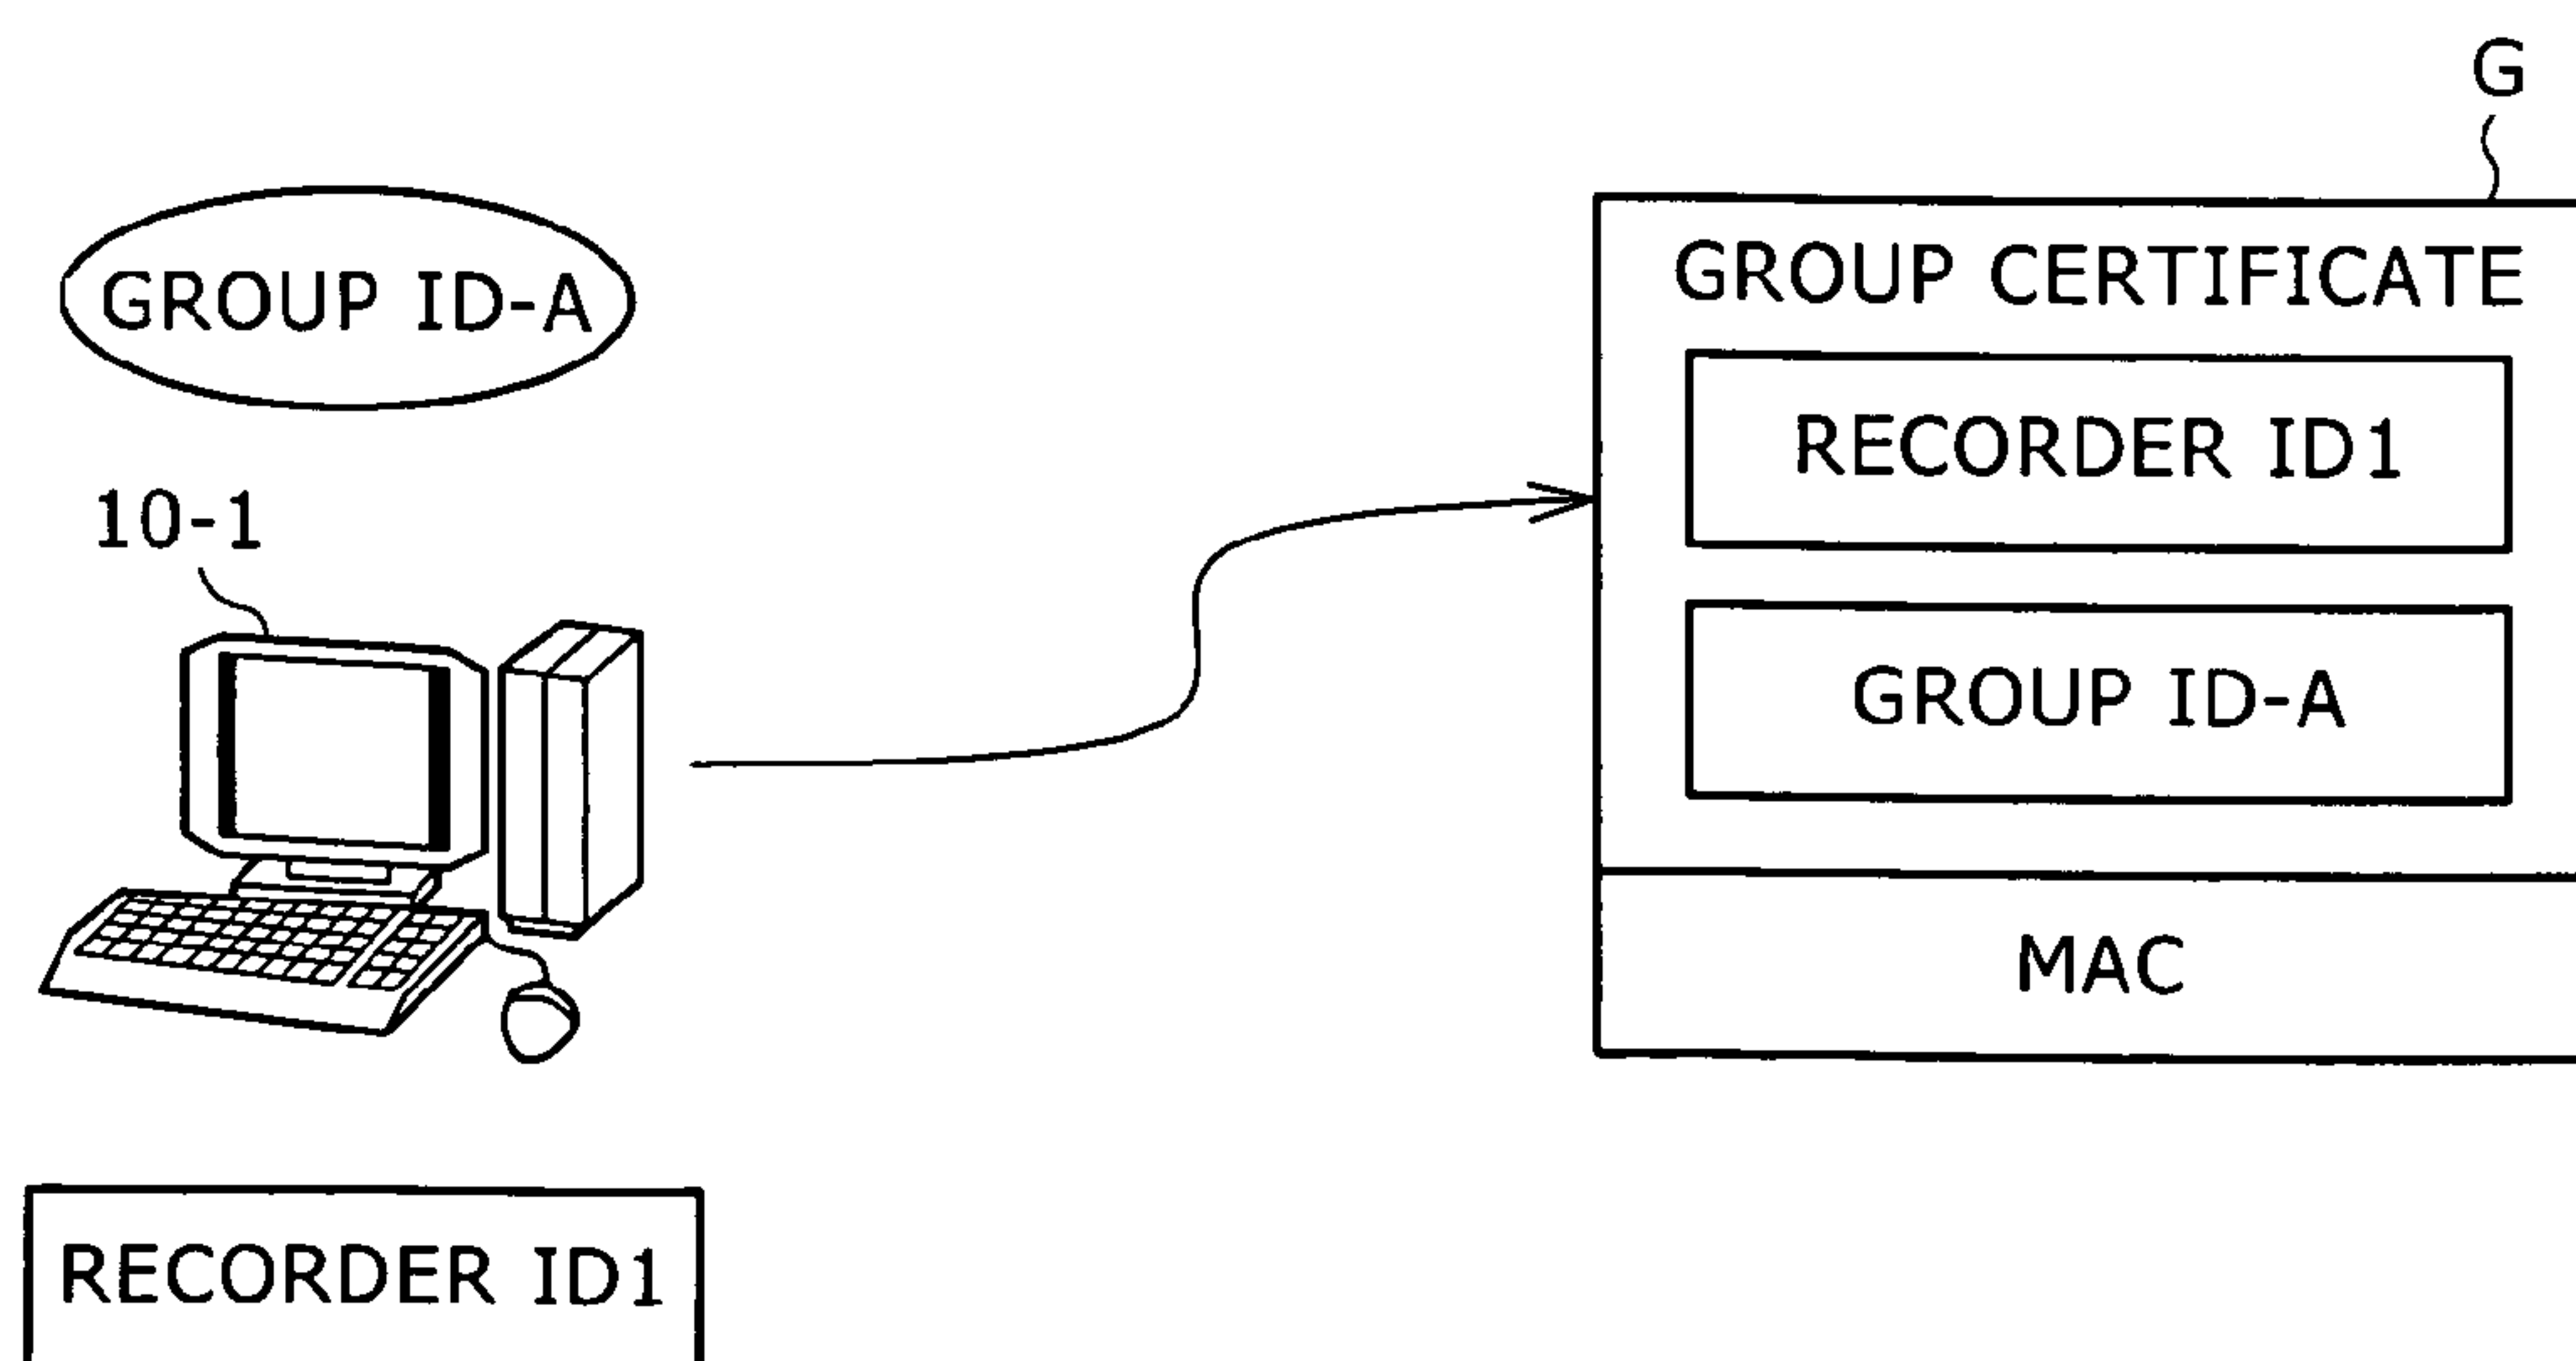 G
GROUP ID-A
GROUP CERTIFICATE
RECORDER ID1
10-1
GROUP ID-A
MAC
RECORDER ID1